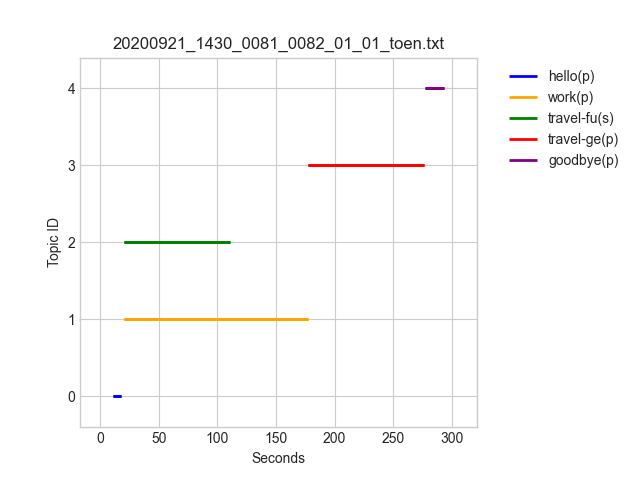 20200921_1430_0081_0082_01_01_toen.txt
hello(p)
work(p)
travel-fu(s)
travel-ge(p)
goodbye(p)
Topic ID
4
3
2
1
0
0 50 100 150 200 250 300
Seconds